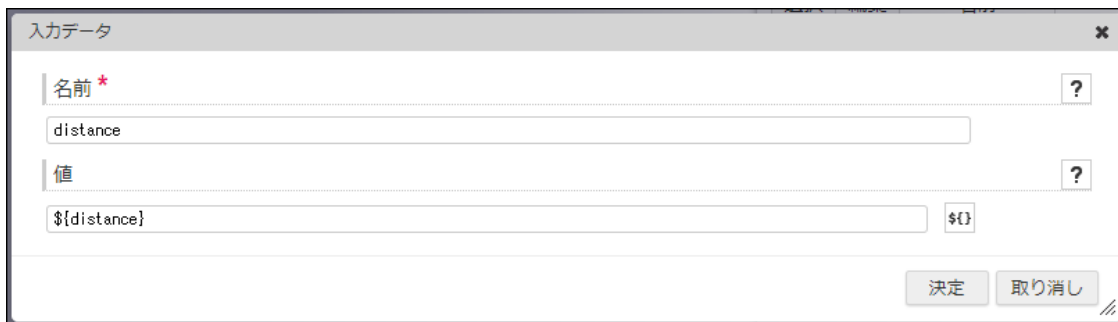 入力データ
名前 *
?
distance
値
?
${distance}
${}
決定 取り消し